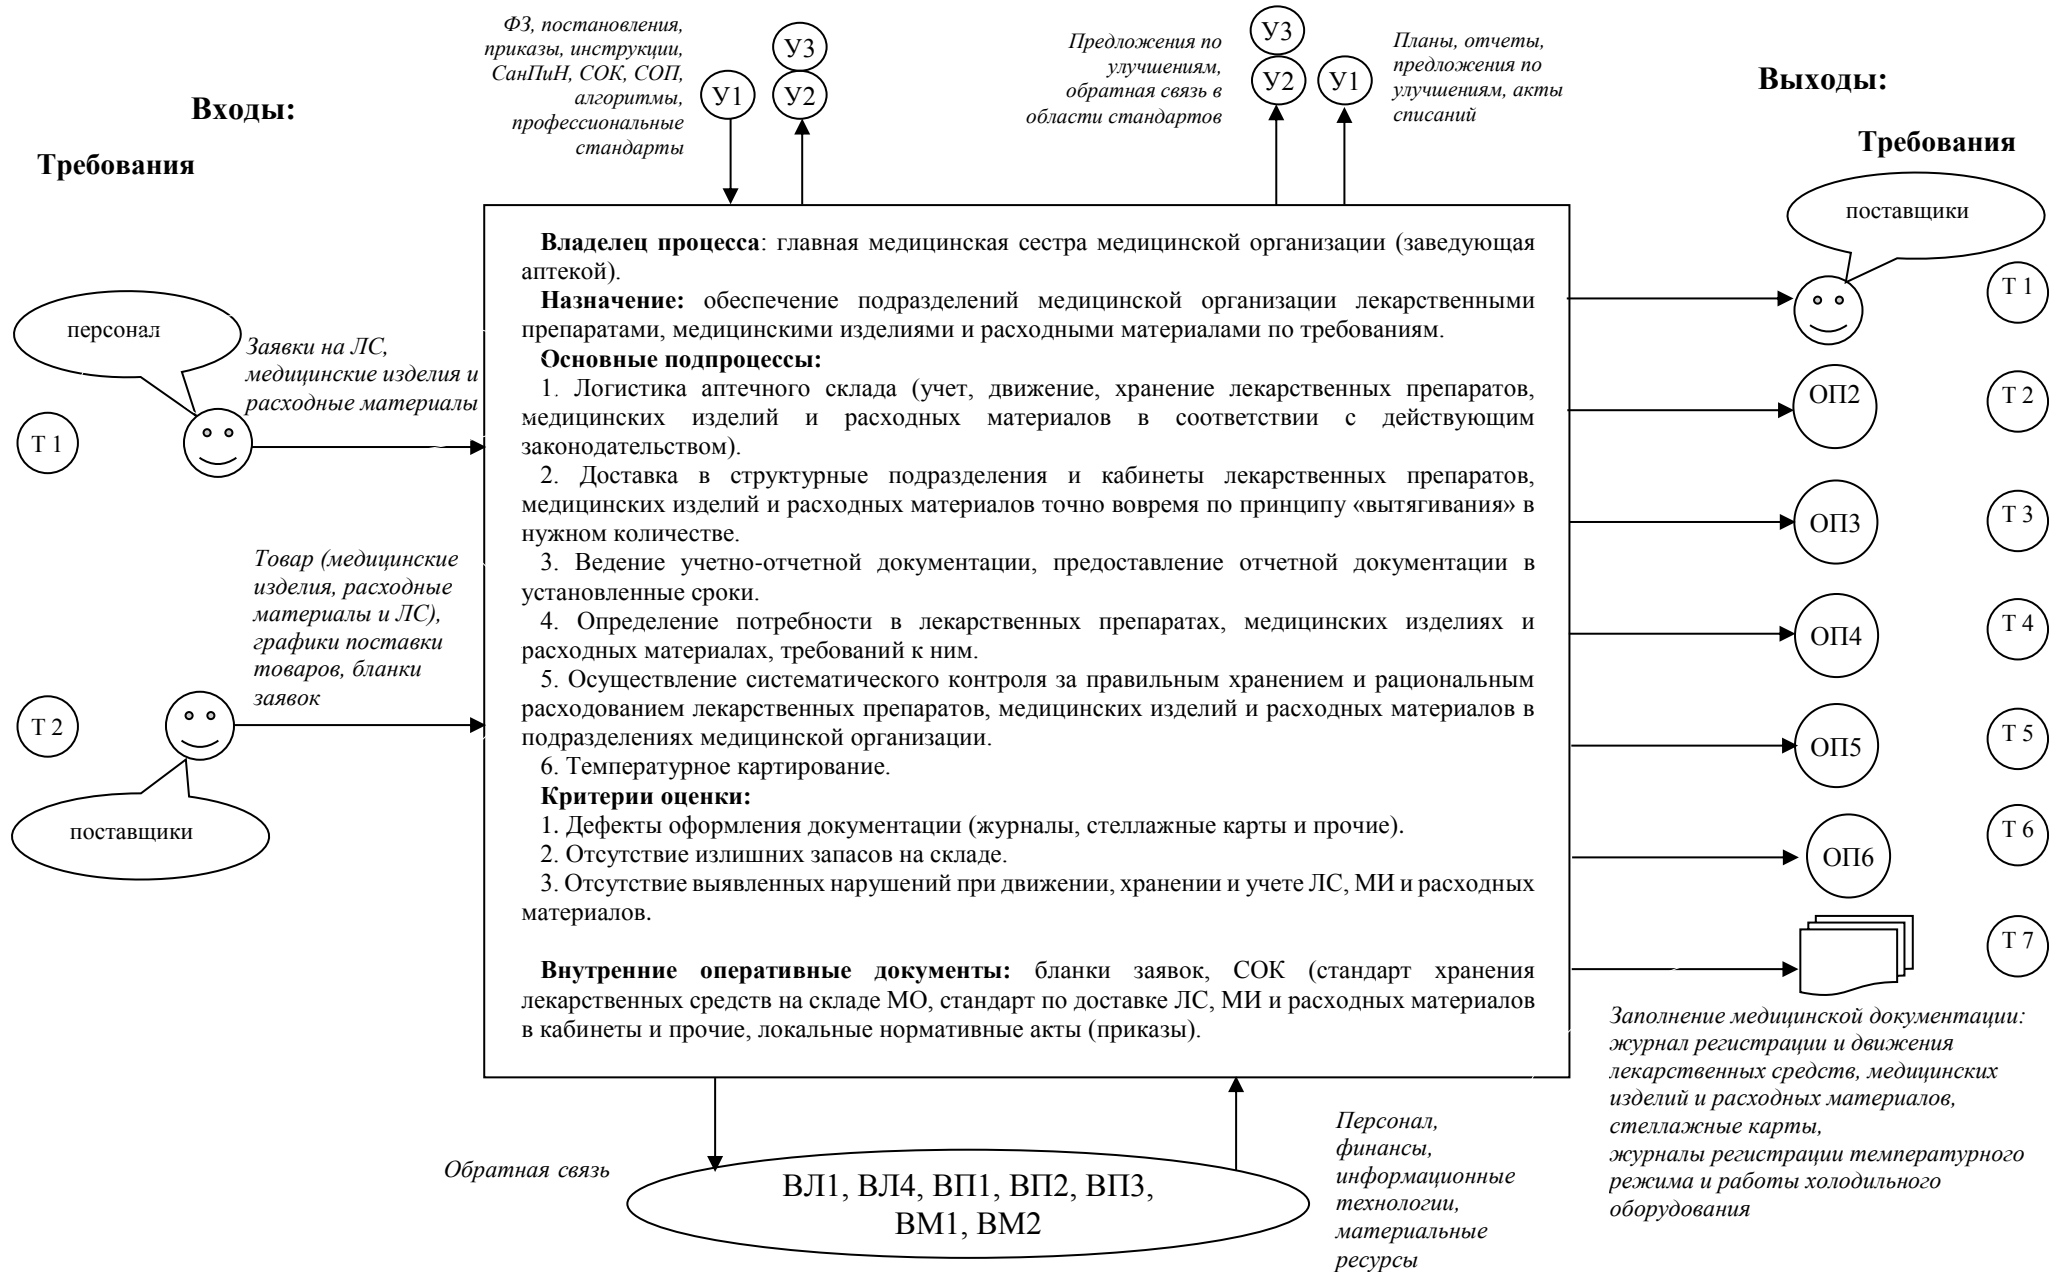 Входы:
Требования
ФЗ, постановления,
приказы, инструкции,
СанПиН, СОК, СОП,
алгоритмы,
профессиональные
стандарты
У1
У3
У2
Предложения по
улучшениям,
обратная связь в
области стандартов
У3
У2
У1
Планы, отчеты,
предложения по
улучшениям, акты
списаний
Выходы:
Требования
персонал
Заявки на ЛС,
медицинские изделия и
расходные материалы
Т 1
Товар (медицинские
изделия, расходные
материалы и ЛС),
графики поставки
товаров, бланки
заявок
Т 2
поставщики
Владелец процесса: главная медицинская сестра медицинской организации (заведующая
аптекой).
Назначение: обеспечение подразделений медицинской организации лекарственными
препаратами, медицинскими изделиями и расходными материалами по требованиям.
Основные подпроцессы:
1. Логистика аптечного склада (учет, движение, хранение лекарственных препаратов,
медицинских изделий и расходных материалов в соответствии с действующим
законодательством).
2. Доставка в структурные подразделения и кабинеты лекарственных препаратов,
медицинских изделий и расходных материалов точно вовремя по принципу «вытягивания» в
нужном количестве.
3. Ведение учетно-отчетной документации, предоставление отчетной документации в
установленные сроки.
4. Определение потребности в лекарственных препаратах, медицинских изделиях и
расходных материалах, требований к ним.
5. Осуществление систематического контроля за правильным хранением и рациональным
расходованием лекарственных препаратов, медицинских изделий и расходных материалов в
подразделениях медицинской организации.
6. Температурное картирование.
Критерии оценки:
1. Дефекты оформления документации (журналы, стеллажные карты и прочие).
2. Отсутствие излишних запасов на складе.
3. Отсутствие выявленных нарушений при движении, хранении и учете ЛС, МИ и расходных
материалов.
Внутренние оперативные документы: бланки заявок, СОК (стандарт хранения
лекарственных средств на складе МО, стандарт по доставке ЛС, МИ и расходных материалов
в кабинеты и прочие, локальные нормативные акты (приказы).
поставщики
Т 1
ОП2
Т 2
ОП3
Т 3
ОП4
Т 4
ОП5
Т 5
ОП6
Т 6
Т 7
Заполнение медицинской документации:
журнал регистрации и движения
лекарственных средств, медицинских
изделий и расходных материалов,
стеллажные карты,
журналы регистрации температурного
режима и работы холодильного
оборудования
Обратная связь
ВЛ1, ВЛ4, ВП1, ВП2, ВП3,
ВМ1, ВМ2
Персонал,
финансы,
информационные
технологии,
материальные
ресурсы